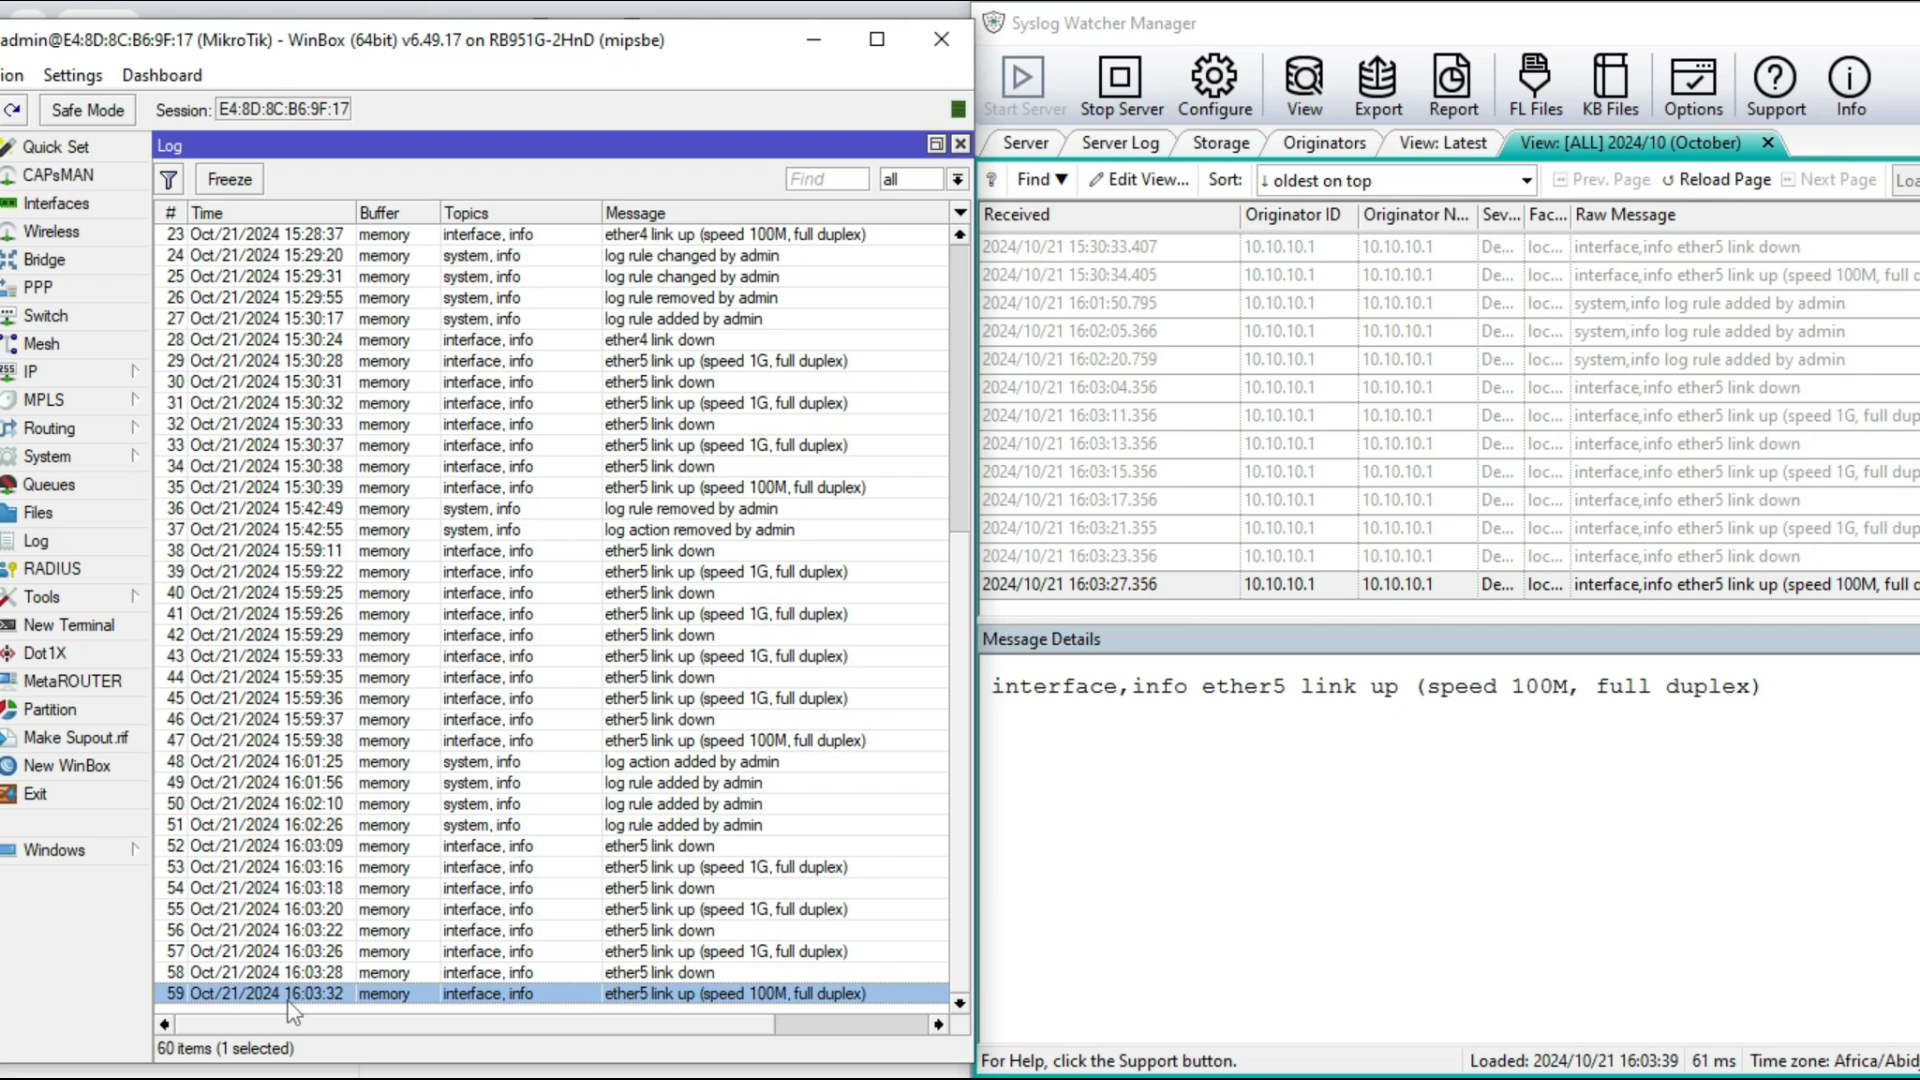 admin@E4:8D:8C:B6:9F:17 (MikroTik) - WinBox (64bit) v6.49.17 on RB951G-2HnD (mipsbe)
ion Settings Dashboard
Safe Mode Session: E4:8D:8C:B6:9F:17
Quick Set
CAPsMAN
Interfaces
Wireless
Bridge
PPP
Switch
Mesh
IP
MPLS
Routing
System
Queues
Files
Log
RADIUS
Tools
New Terminal
Dot1X
MetaROUTER
Partition
Make Supout.rif
New WinBox
Exit
Windows
Log
Freeze Find all
# Time Buffer Topics Message
23 Oct/21/2024 15:28:37 memory interface, info ether4 link up (speed 100M, full duplex)
24 Oct/21/2024 15:29:20 memory system, info log rule changed by admin
25 Oct/21/2024 15:29:31 memory system, info log rule changed by admin
26 Oct/21/2024 15:29:55 memory system, info log rule removed by admin
27 Oct/21/2024 15:30:17 memory system, info log rule added by admin
28 Oct/21/2024 15:30:24 memory interface, info ether4 link down
29 Oct/21/2024 15:30:28 memory interface, info ether5 link up (speed 1G, full duplex)
30 Oct/21/2024 15:30:31 memory interface, info ether5 link down
31 Oct/21/2024 15:30:32 memory interface, info ether5 link up (speed 1G, full duplex)
32 Oct/21/2024 15:30:33 memory interface, info ether5 link down
33 Oct/21/2024 15:30:37 memory interface, info ether5 link up (speed 1G, full duplex)
34 Oct/21/2024 15:30:38 memory interface, info ether5 link down
35 Oct/21/2024 15:30:39 memory interface, info ether5 link up (speed 100M, full duplex)
36 Oct/21/2024 15:42:49 memory system, info log rule removed by admin
37 Oct/21/2024 15:42:55 memory system, info log action removed by admin
38 Oct/21/2024 15:59:11 memory interface, info ether5 link down
39 Oct/21/2024 15:59:22 memory interface, info ether5 link up (speed 1G, full duplex)
40 Oct/21/2024 15:59:25 memory interface, info ether5 link down
41 Oct/21/2024 15:59:26 memory interface, info ether5 link up (speed 1G, full duplex)
42 Oct/21/2024 15:59:29 memory interface, info ether5 link down
43 Oct/21/2024 15:59:33 memory interface, info ether5 link up (speed 1G, full duplex)
44 Oct/21/2024 15:59:35 memory interface, info ether5 link down
45 Oct/21/2024 15:59:36 memory interface, info ether5 link up (speed 1G, full duplex)
46 Oct/21/2024 15:59:37 memory interface, info ether5 link down
47 Oct/21/2024 15:59:38 memory interface, info ether5 link up (speed 100M, full duplex)
48 Oct/21/2024 16:01:25 memory system, info log action added by admin
49 Oct/21/2024 16:01:56 memory system, info log rule added by admin
50 Oct/21/2024 16:02:10 memory system, info log rule added by admin
51 Oct/21/2024 16:02:26 memory system, info log rule added by admin
52 Oct/21/2024 16:03:09 memory interface, info ether5 link down
53 Oct/21/2024 16:03:16 memory interface, info ether5 link up (speed 1G, full duplex)
54 Oct/21/2024 16:03:18 memory interface, info ether5 link down
55 Oct/21/2024 16:03:20 memory interface, info ether5 link up (speed 1G, full duplex)
56 Oct/21/2024 16:03:22 memory interface, info ether5 link down
57 Oct/21/2024 16:03:26 memory interface, info ether5 link up (speed 1G, full duplex)
58 Oct/21/2024 16:03:28 memory interface, info ether5 link down
59 Oct/21/2024 16:03:32 memory interface, info ether5 link up (speed 100M, full duplex)
60 items (1 selected)
Syslog Watcher Manager
Start Server Stop Server Configure View Export Report FL Files KB Files Options Support Info
Server Server Log Storage Originators View: Latest View: [ALL] 2024/10 (October)
Find Edit View... Sort: ↓ oldest on top Prev. Page Reload Page Next Page Loa
Received Originator ID Originator N... Sev... Fac... Raw Message
2024/10/21 15:30:33.407 10.10.10.1 10.10.10.1 De... loc... interface,info ether5 link down
2024/10/21 15:30:34.405 10.10.10.1 10.10.10.1 De... loc... interface,info ether5 link up (speed 100M, full d
2024/10/21 16:01:50.795 10.10.10.1 10.10.10.1 De... loc... system,info log rule added by admin
2024/10/21 16:02:05.366 10.10.10.1 10.10.10.1 De... loc... system,info log rule added by admin
2024/10/21 16:02:20.759 10.10.10.1 10.10.10.1 De... loc... system,info log rule added by admin
2024/10/21 16:03:04.356 10.10.10.1 10.10.10.1 De... loc... interface,info ether5 link down
2024/10/21 16:03:11.356 10.10.10.1 10.10.10.1 De... loc... interface,info ether5 link up (speed 1G, full dup
2024/10/21 16:03:13.356 10.10.10.1 10.10.10.1 De... loc... interface,info ether5 link down
2024/10/21 16:03:15.356 10.10.10.1 10.10.10.1 De... loc... interface,info ether5 link up (speed 1G, full dup
2024/10/21 16:03:17.356 10.10.10.1 10.10.10.1 De... loc... interface,info ether5 link down
2024/10/21 16:03:21.355 10.10.10.1 10.10.10.1 De... loc... interface,info ether5 link up (speed 1G, full dup
2024/10/21 16:03:23.356 10.10.10.1 10.10.10.1 De... loc... interface,info ether5 link down
2024/10/21 16:03:27.356 10.10.10.1 10.10.10.1 De... loc... interface,info ether5 link up (speed 100M, full d
Message Details
interface,info ether5 link up (speed 100M, full duplex)
For Help, click the Support button. Loaded: 2024/10/21 16:03:39 61 ms Time zone: Africa/Abid